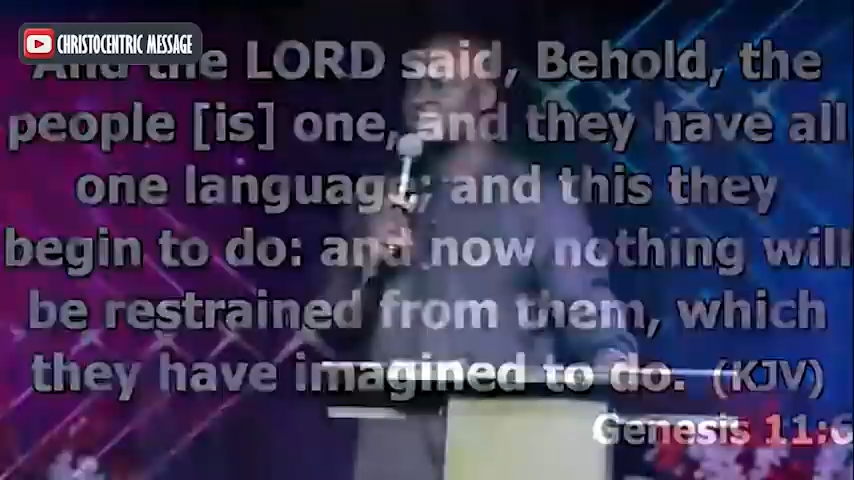 CHRISTOCENTRIC MESSAGE
And the LORD said, Behold, the
people [is] one, and they have all
one language; and this they
begin to do: and now nothing will
be restrained from them, which
they have imagined to do. (KJV)
Genesis 11:6